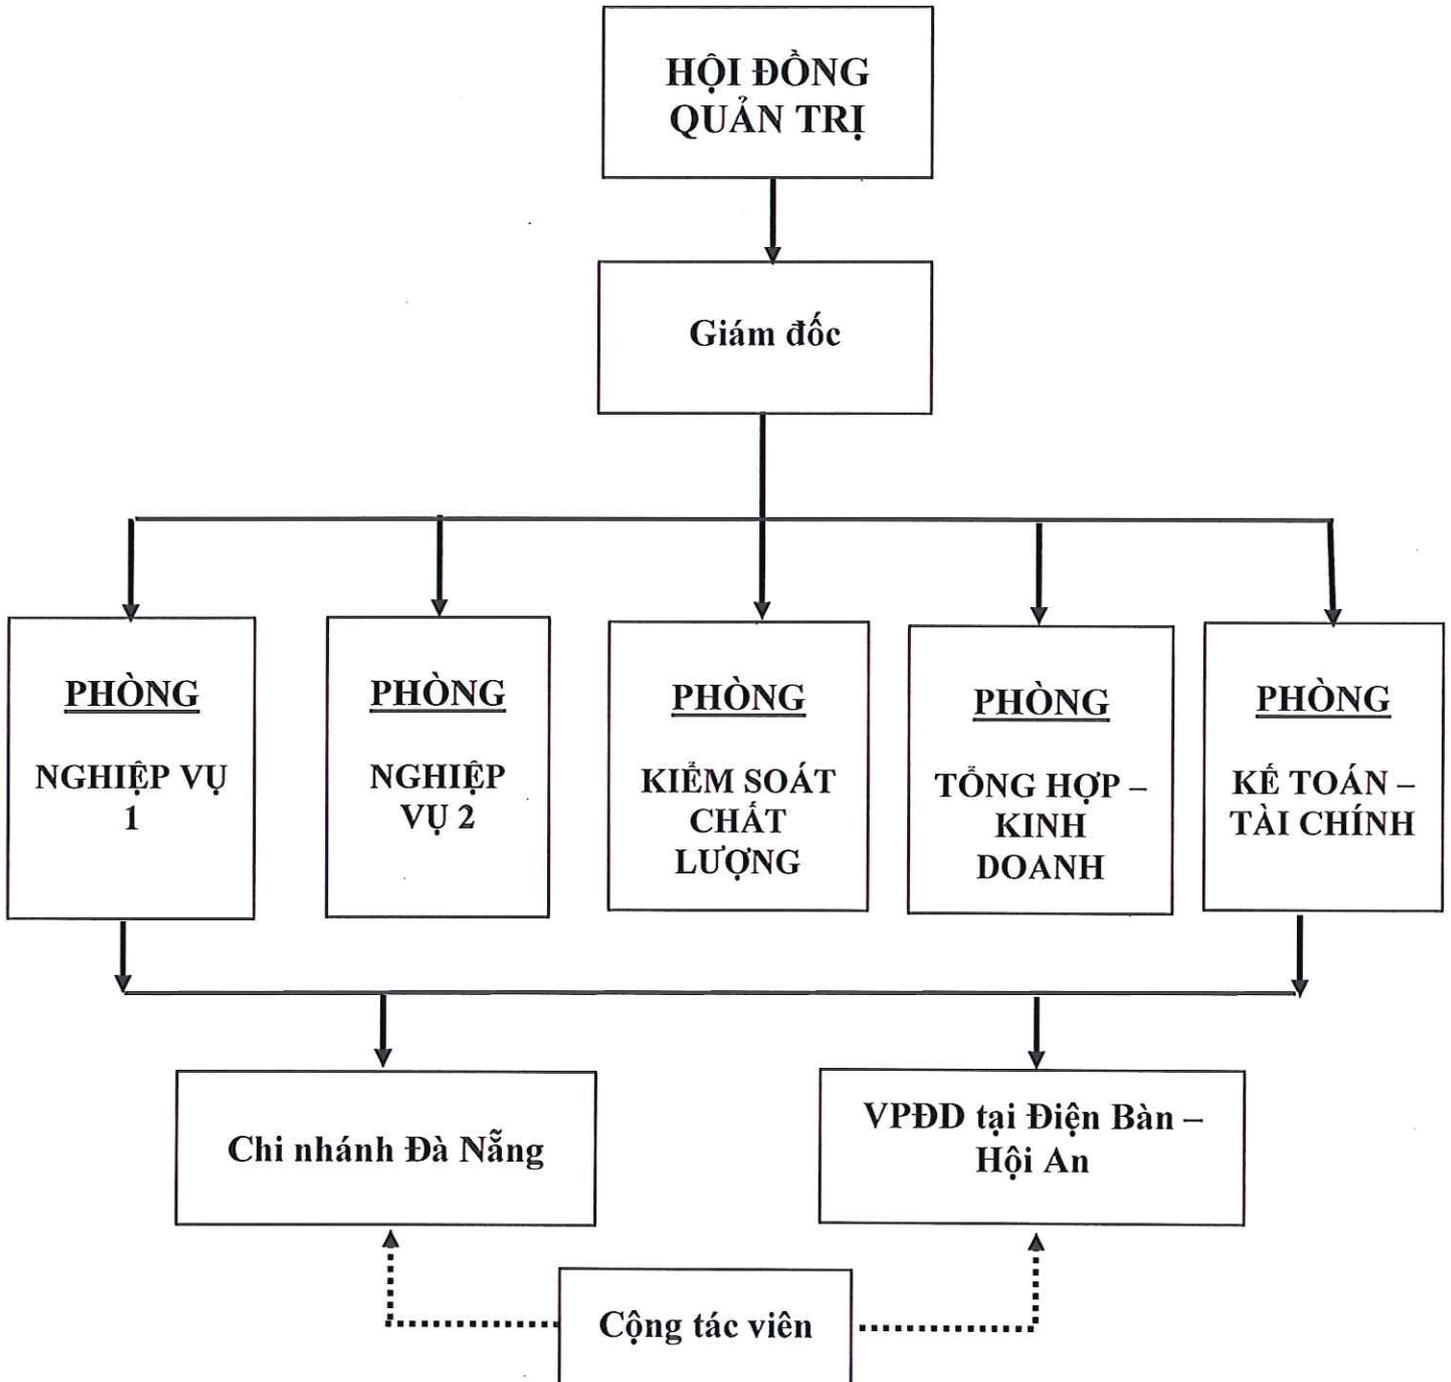 HỘI ĐỒNG
QUẢN TRỊ
Giám đốc
PHÒNG
NGHIỆP VỤ
1
PHÒNG
NGHIỆP
VỤ 2
PHÒNG
KIỂM SOÁT
CHẤT
LƯỢNG
PHÒNG
TỔNG HỢP –
KINH
DOANH
PHÒNG
KẾ TOÁN –
TÀI CHÍNH
Chi nhánh Đà Nẵng
VPĐD tại Điện Bàn –
Hội An
Cộng tác viên